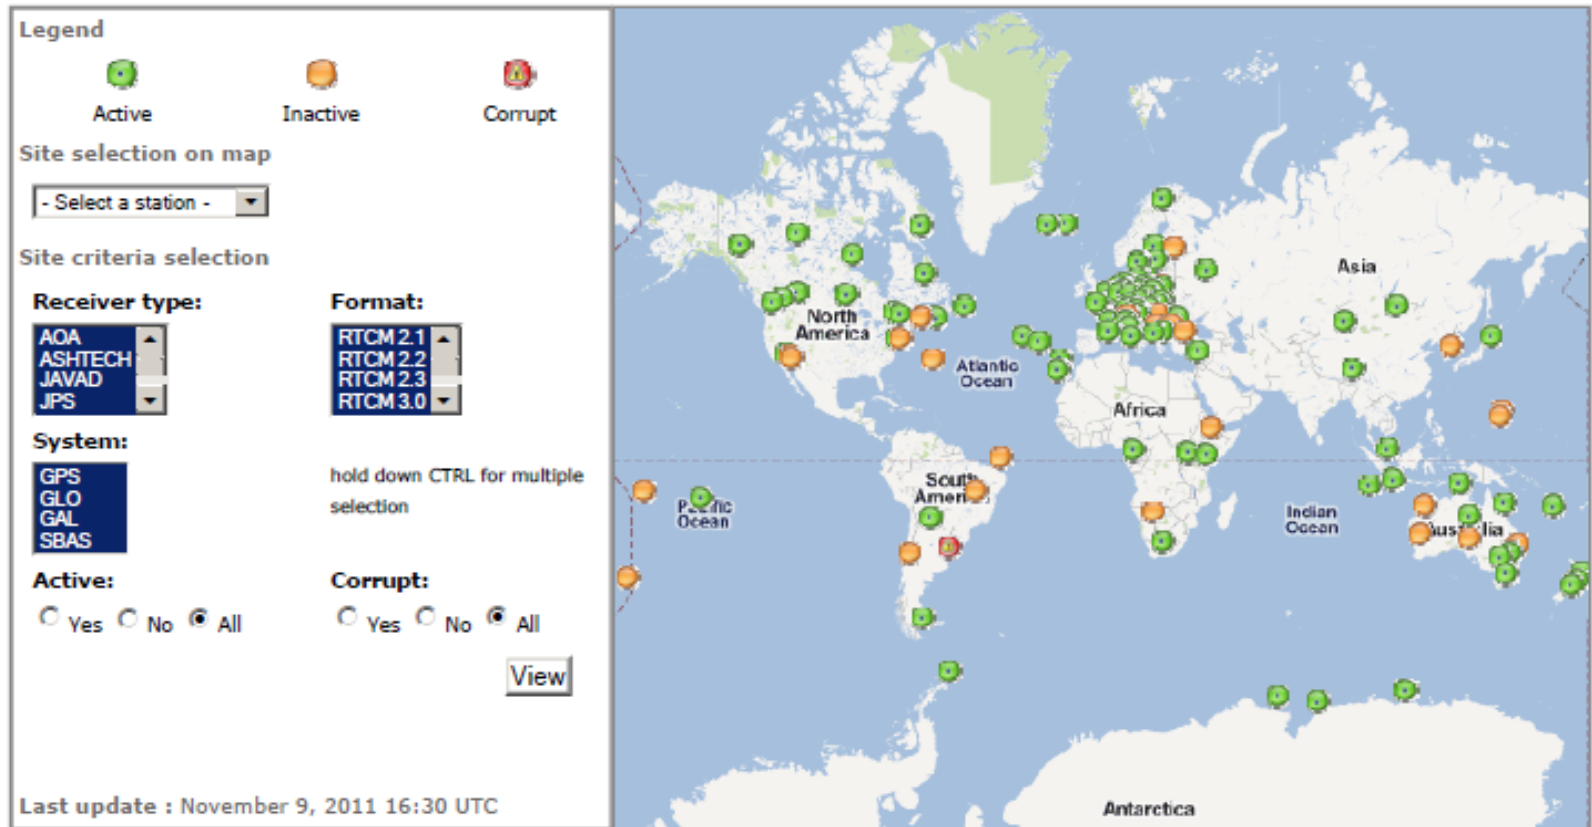 Legend
Active
Inactive
Corrupt
Site selection on map
- Select a station -
Site criteria selection
Receiver type:
Format:
AOA
ASHTECH
JAVAD
JPS
RTCM 2.1
RTCM 2.2
RTCM 2.3
RTCM 3.0
System:
GPS
GLO
GAL
SBAS
hold down CTRL for multiple
selection
Active:
Corrupt:
Yes No All
Yes No All
View
Last update : November 9, 2011 16:30 UTC
Asia
North
America
Atlantic
Ocean
Africa
South
Pacific
Ocean
Indian
Ocean
Antarctica